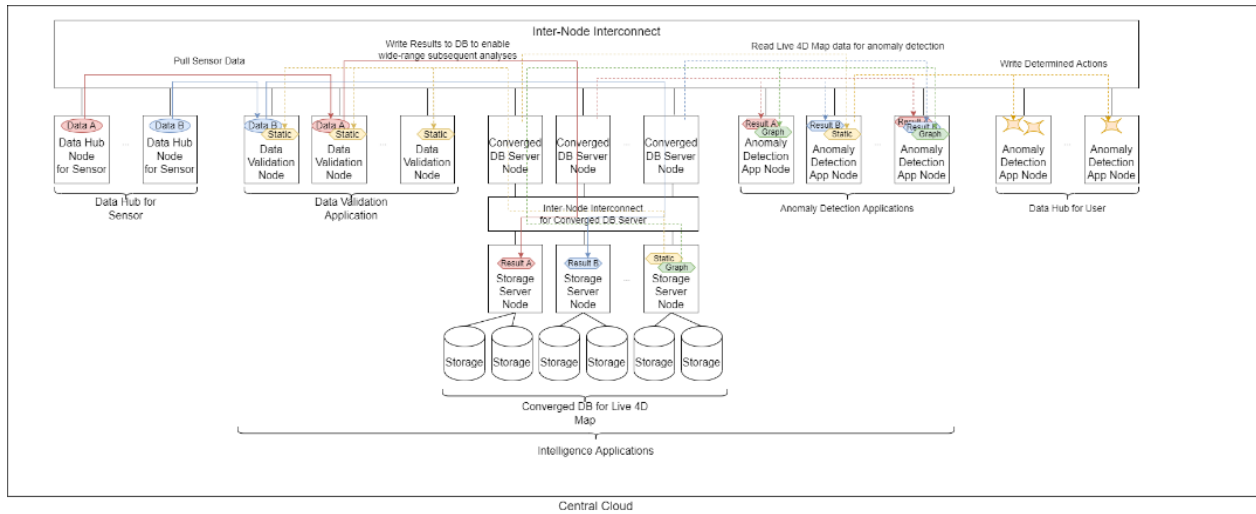 Inter-Node Interconnect
Write Results to DB to enable
wide-range subsequent analyses
Read Live 4D Map data for anomaly detection
Pull Sensor Data
Write Determined Actions
Data A
Data Hub
Node
for Sensor
...
Data B
Data Hub
Node
for Sensor
Data B
Static
Data
Validation
Node
Data A
Static
Data
Validation
Node
...
Static
Data
Validation
Node
Converged
DB Server
Node
Converged
DB Server
Node
...
Converged
DB Server
Node
Result A
Graph
Anomaly
Detection
App Node
Result B
Static
Anomaly
Detection
App Node
...
Result A
Result B
Graph
Anomaly
Detection
App Node
Anomaly
Detection
App Node
...
Anomaly
Detection
App Node
Data Hub for
Sensor
Data Validation
Application
Anomaly Detection Applications
Data Hub for User
Inter-Node Interconnect
for Converged DB Server
Result A
Storage
Server
Node
Result B
Storage
Server
Node
...
Static
Graph
Storage
Server
Node
Storage
Storage
Storage
Storage
Storage
Storage
Converged DB for Live 4D
Map
Intelligence Applications
Central Cloud